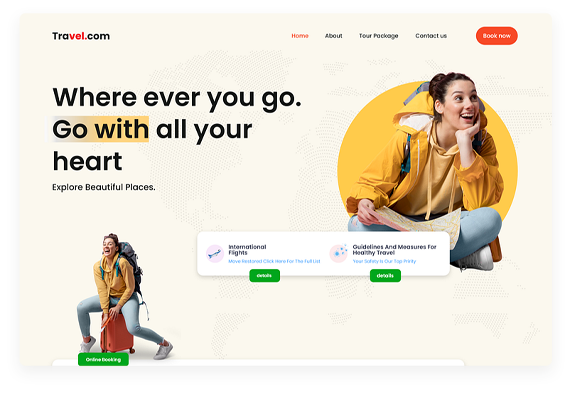 Travel.com
Home About Tour Package Contact us Book now
Where ever you go.
Go with all your
heart
Explore Beautiful Places.
International
Flights
Move Restored Click Here For The Full List
details
Guidelines And Measures For
Healthy Travel
Your Safety Is Our Top Pririty
details
Online Booking